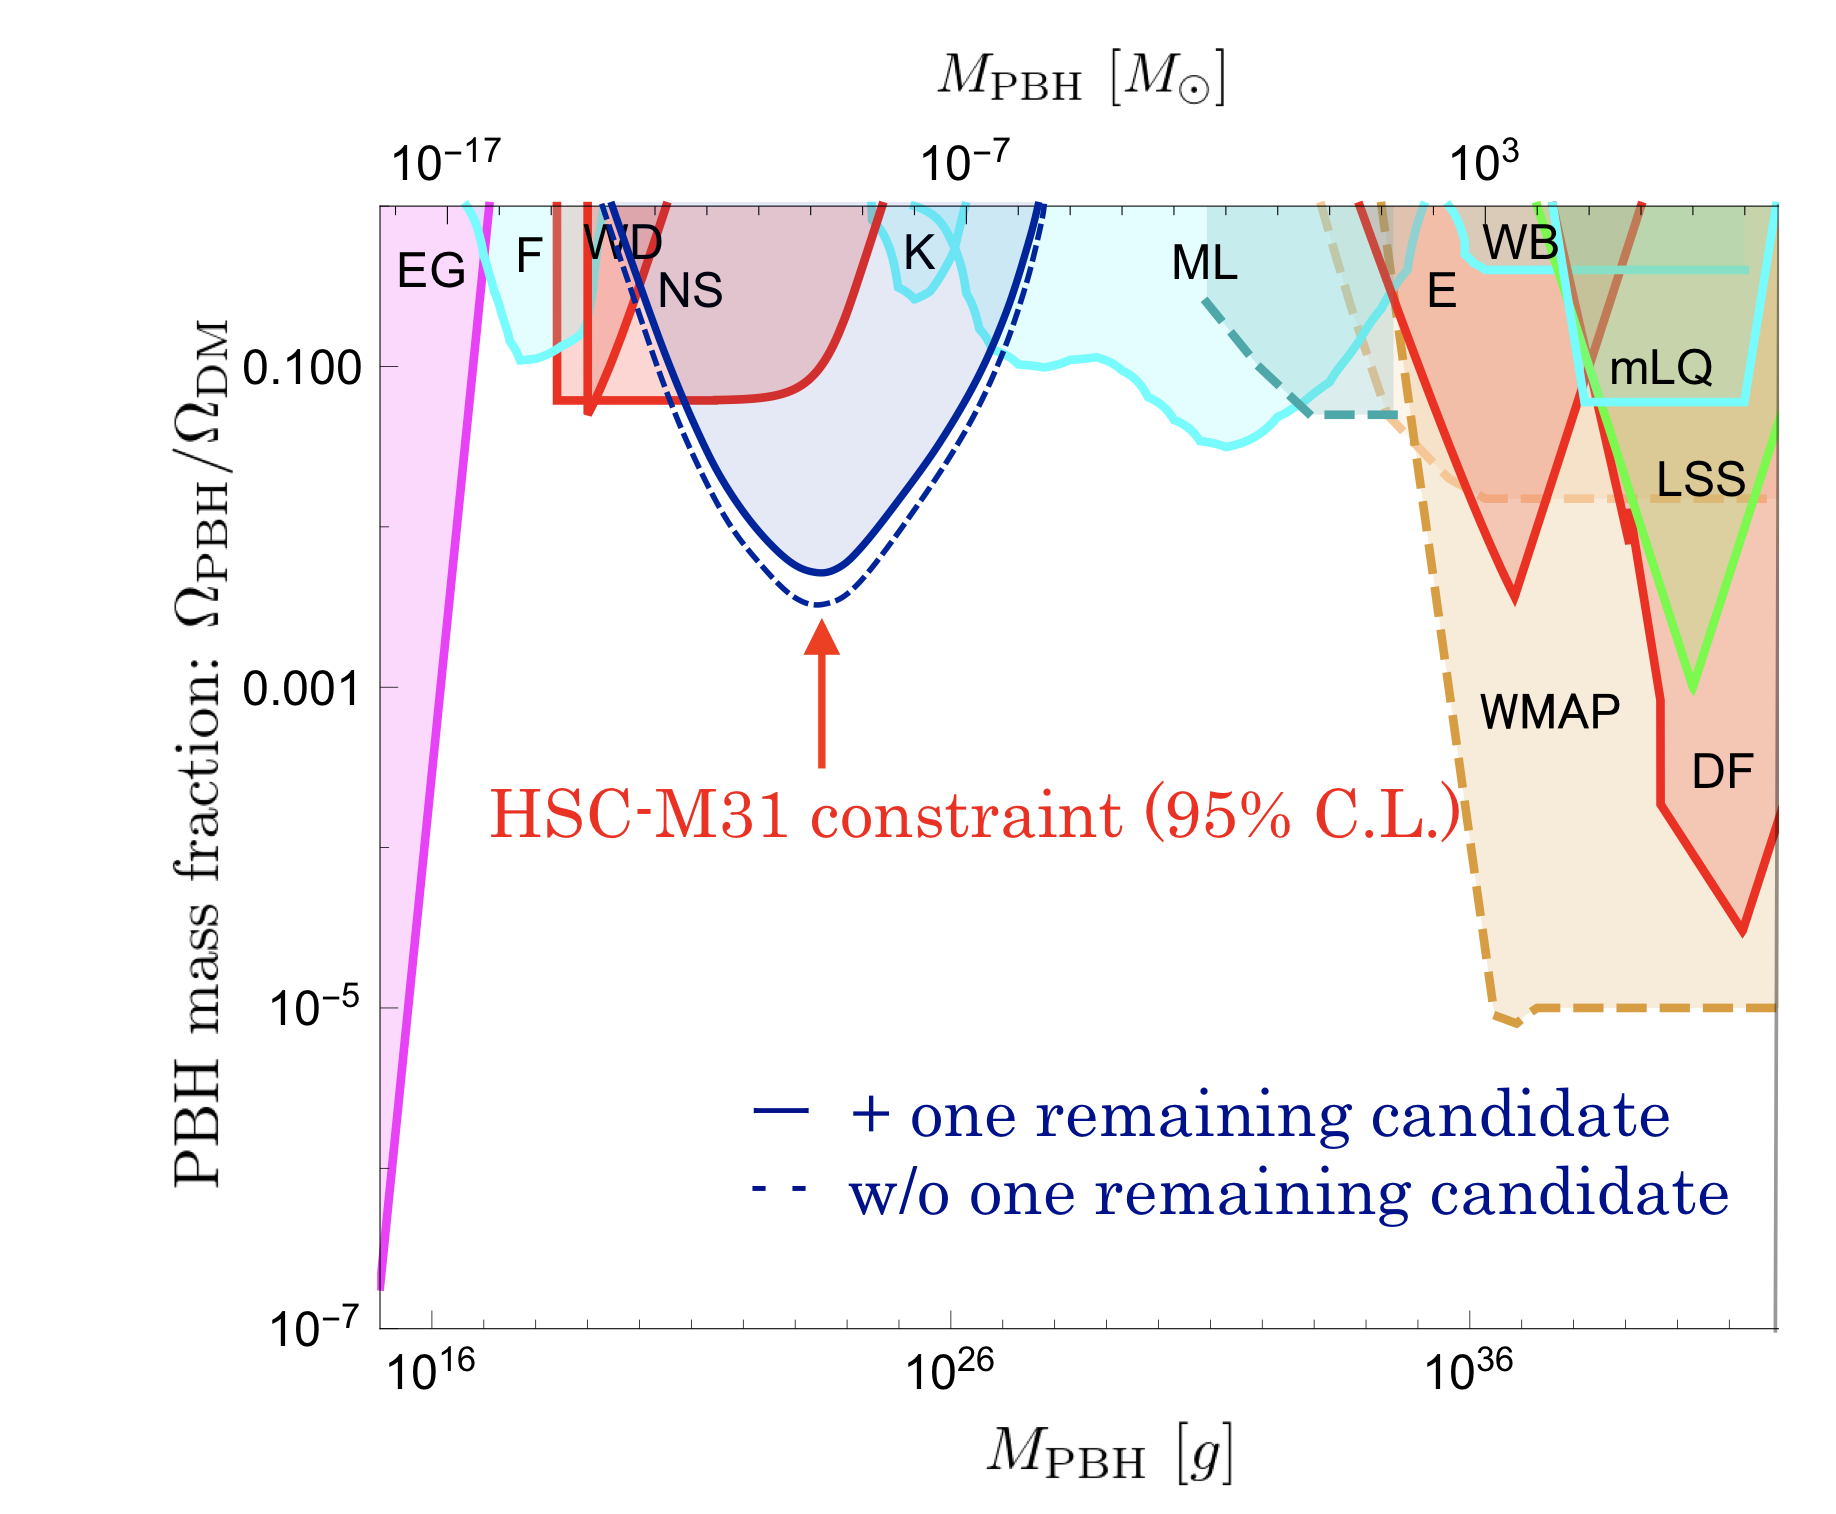 M_PBH [M_⊙]
10^−17 10^−7 10^3
EG F WD NS K ML E WB
mLQ
LSS
WMAP
DF
HSC-M31 constraint (95% C.L.)
+ one remaining candidate
w/o one remaining candidate
PBH mass fraction: Ω_PBH/Ω_DM
0.100
0.001
10^−5
10^−7
10^16 10^26 10^36
M_PBH [g]